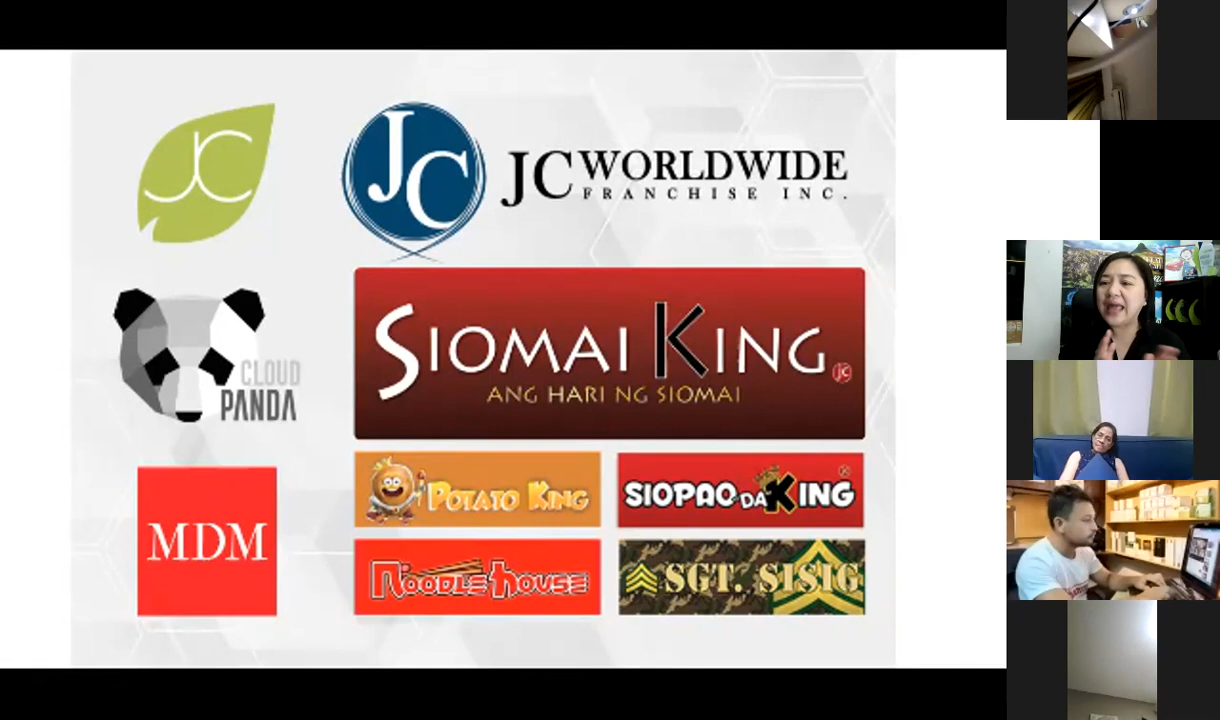 JC
JC
JC WORLDWIDE
FRANCHISE INC.
CLOUD
PANDA
SIOMAI KING
JC
ANG HARI NG SIOMAI
MDM
POTATO KING
SIOPAO DA KING
NOODLE HOUSE
SGT. SISIG